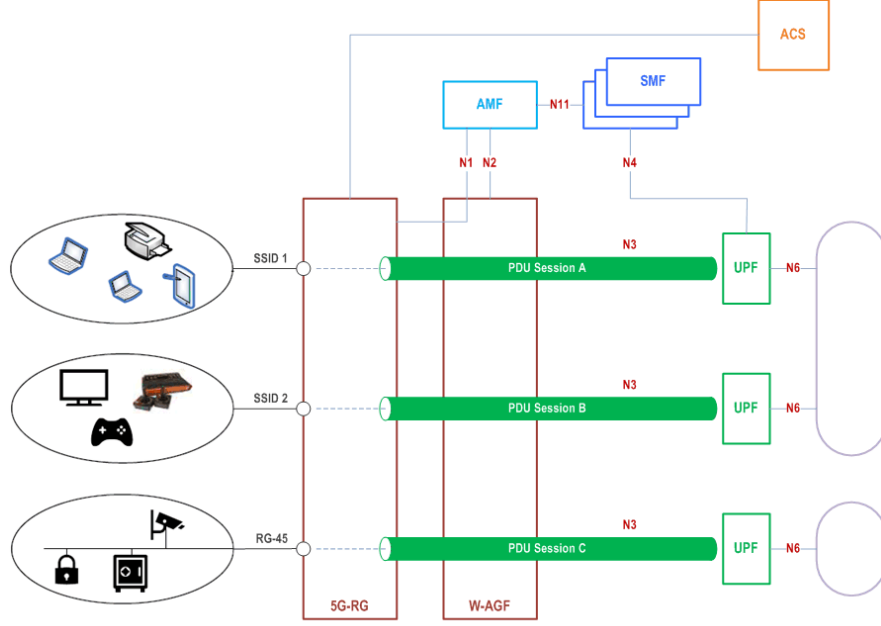 ACS
SMF
AMF
N11
N1
N2
N4
SSID 1
N3
PDU Session A
UPF
N6
SSID 2
N3
PDU Session B
UPF
N6
RG-45
N3
PDU Session C
UPF
N6
5G-RG
W-AGF